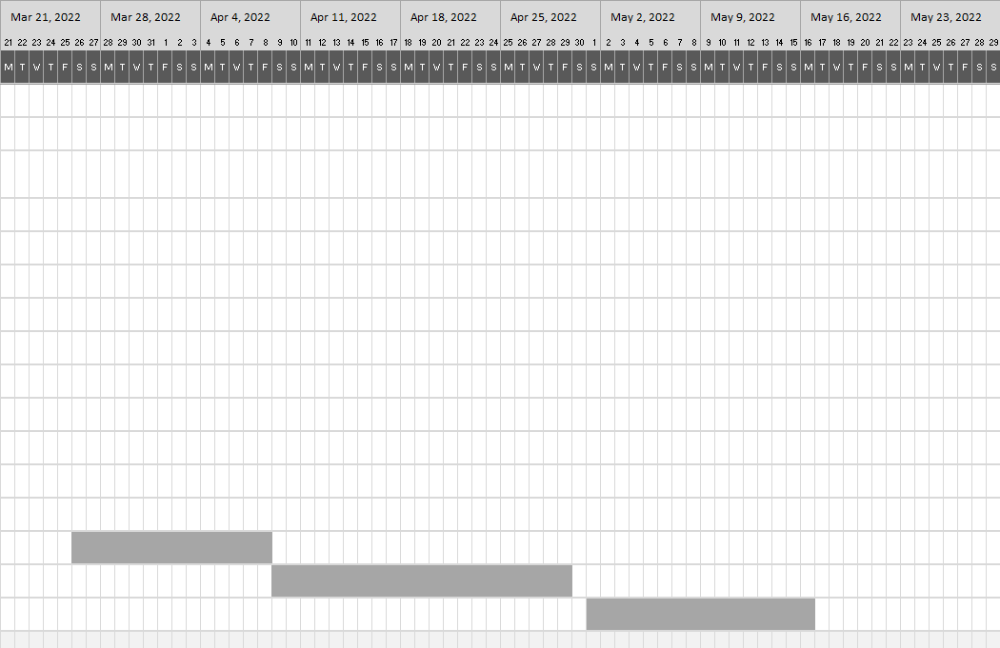 Mar 21, 2022 Mar 28, 2022 Apr 4, 2022 Apr 11, 2022 Apr 18, 2022 Apr 25, 2022 May 2, 2022 May 9, 2022 May 16, 2022 May 23, 2022
21 22 23 24 25 26 27 28 29 30 31 1 2 3 4 5 6 7 8 9 10 11 12 13 14 15 16 17 18 19 20 21 22 23 24 25 26 27 28 29 30 1 2 3 4 5 6 7 8 9 10 11 12 13 14 15 16 17 18 19 20 21 22 23 24 25 26 27 28 29
M T W T F S S M T W T F S S M T W T F S S M T W T F S S M T W T F S S M T W T F S S M T W T F S S M T W T F S S M T W T F S S M T W T F S S